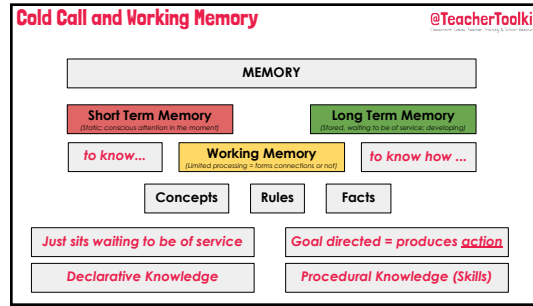 Cold Call and Working Memory
@TeacherToolki
MEMORY
Short Term Memory
(Static; conscious attention in the moment)
Long Term Memory
(Stored, waiting to be of service; developing)
to know...
Working Memory
(Limited processing = forms connections or not)
to know how ...
Concepts
Rules
Facts
Just sits waiting to be of service
Goal directed = produces action
Declarative Knowledge
Procedural Knowledge (Skills)